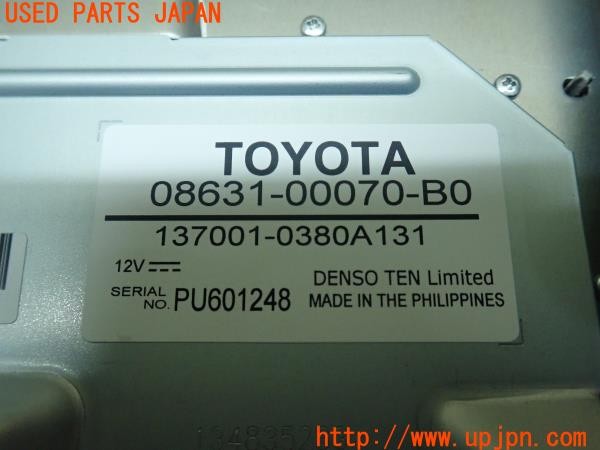 USED PARTS JAPAN
TOYOTA
08631-00070-B0
137001-0380A131
12V
DENSO TEN Limited
SERIAL NO. PU601248
MADE IN THE PHILIPPINES
http://www.upjpn.com